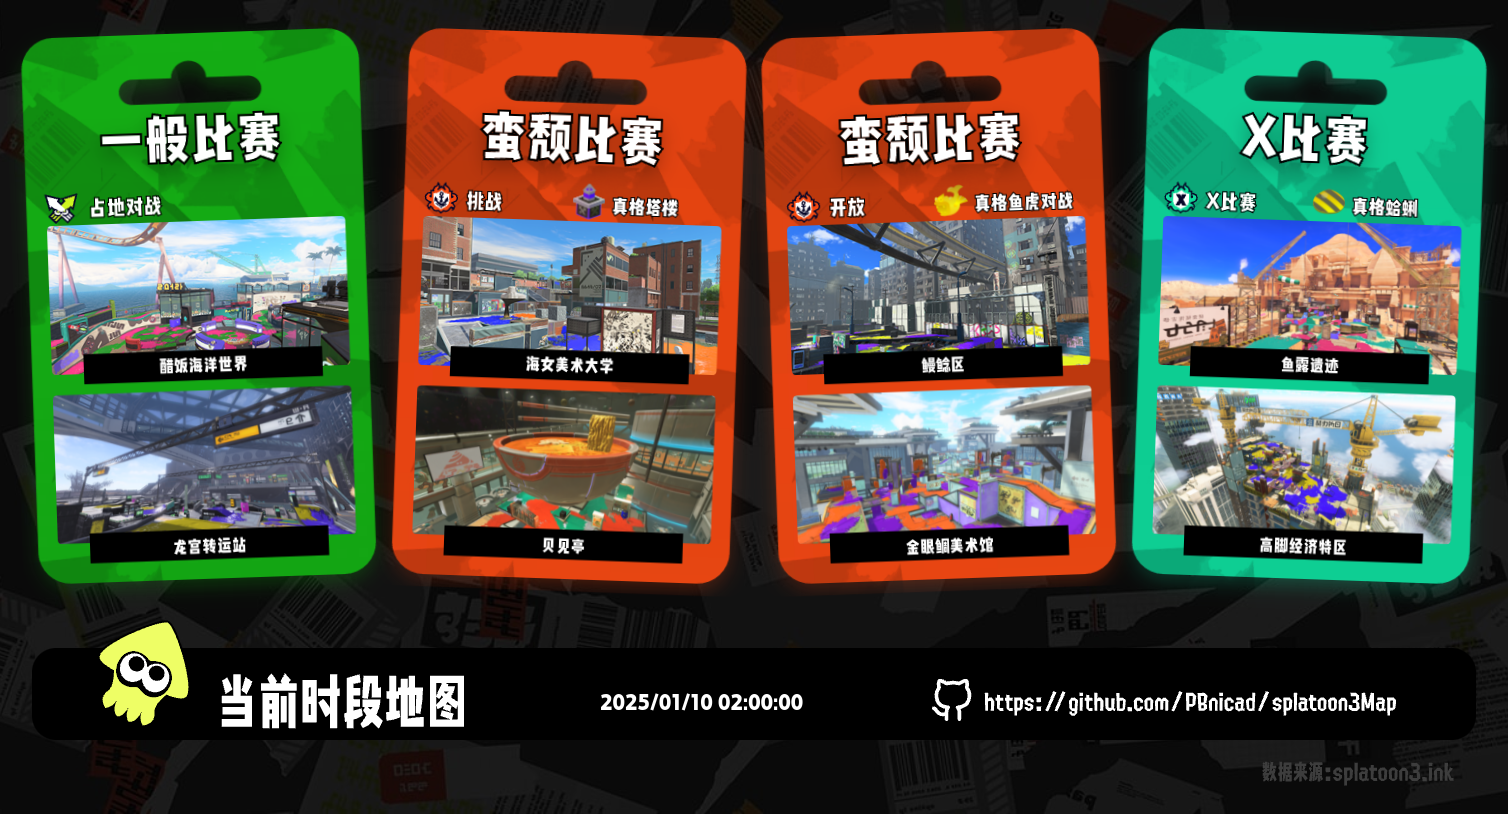 一般比赛
占地对战
醋饭海洋世界
龙宫转运站
蛮颓比赛
挑战
真格塔楼
海女美术大学
贝见亭
蛮颓比赛
开放
真格鱼虎对战
鳗鲶区
金眼鲷美术馆
X比赛
X比赛
真格蛤蜊
鱼露遗迹
高脚经济特区
当前时段地图
2025/01/10 02:00:00
https://github.com/PBnicad/splatoon3Map
数据来源:splatoon3.ink